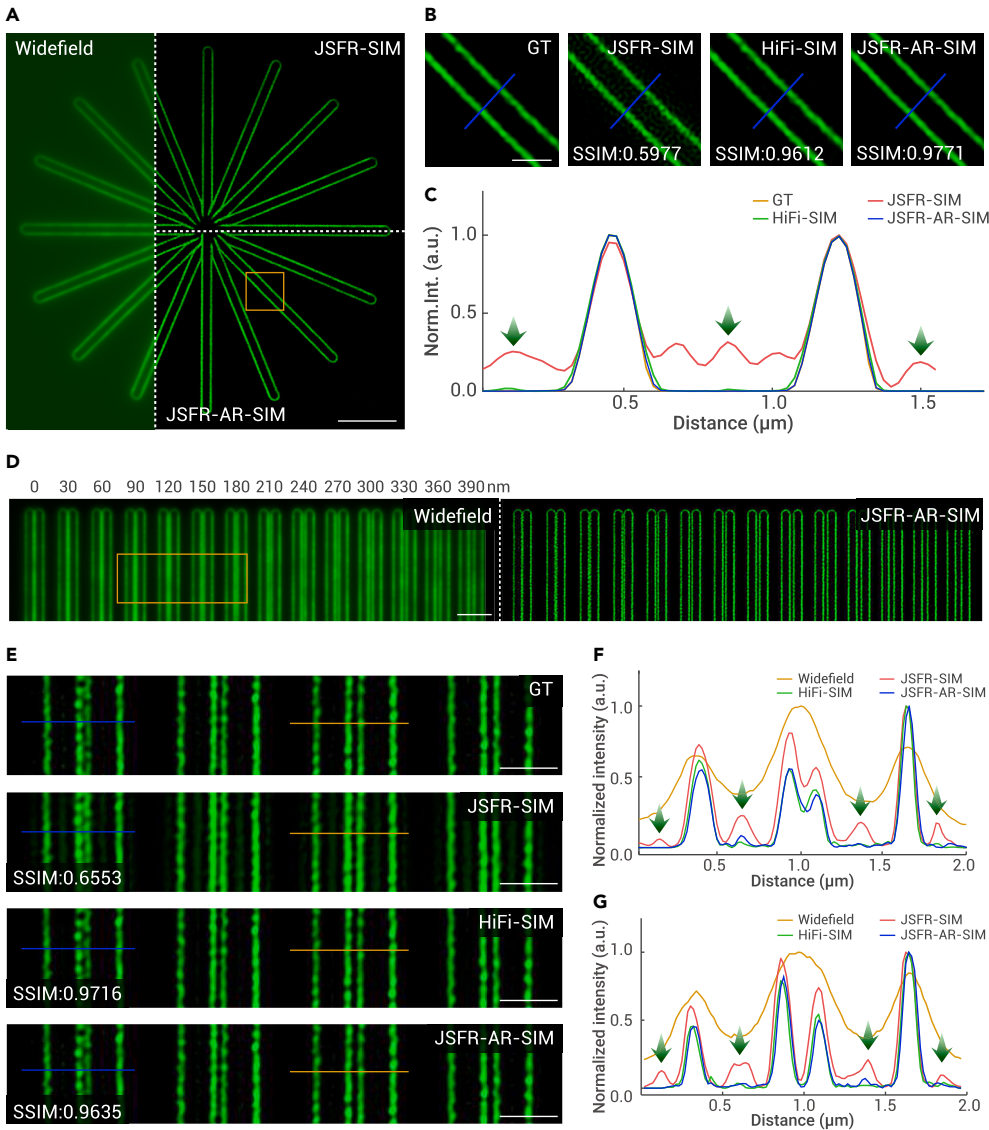 A
Widefield
JSFR-SIM
JSFR-AR-SIM
B
GT
JSFR-SIM
SSIM:0.5977
HiFi-SIM
SSIM:0.9612
JSFR-AR-SIM
SSIM:0.9771
C
GT
JSFR-SIM
HiFi-SIM
JSFR-AR-SIM
Norm.Int. (a.u.)
1.0
0.5
0.0
0.5 1.0 1.5
Distance (μm)
D
0 30 60 90 120 150 180 210 240 270 300 330 360 390 nm
Widefield
JSFR-AR-SIM
E
GT
JSFR-SIM
SSIM:0.6553
HiFi-SIM
SSIM:0.9716
JSFR-AR-SIM
SSIM:0.9635
F
Widefield
JSFR-SIM
HiFi-SIM
JSFR-AR-SIM
Normalized intensity (a.u.)
1.0
0.5
0.0
0.5 1.0 1.5 2.0
Distance (μm)
G
Widefield
JSFR-SIM
HiFi-SIM
JSFR-AR-SIM
Normalized intensity (a.u.)
1.0
0.5
0.0
0.5 1.0 1.5 2.0
Distance (μm)